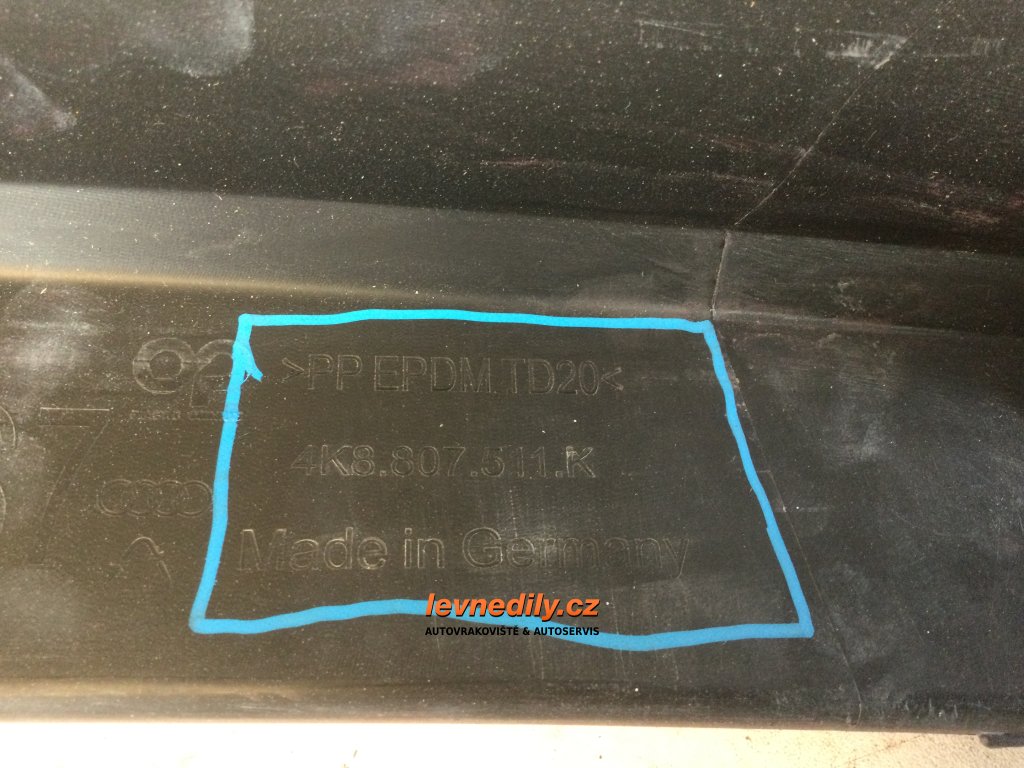 >PP EPDM TD20<
4K8.807.511.K
Made in Germany
levnedily.cz
AUTOVRAKOVIŠTĚ & AUTOSERVIS